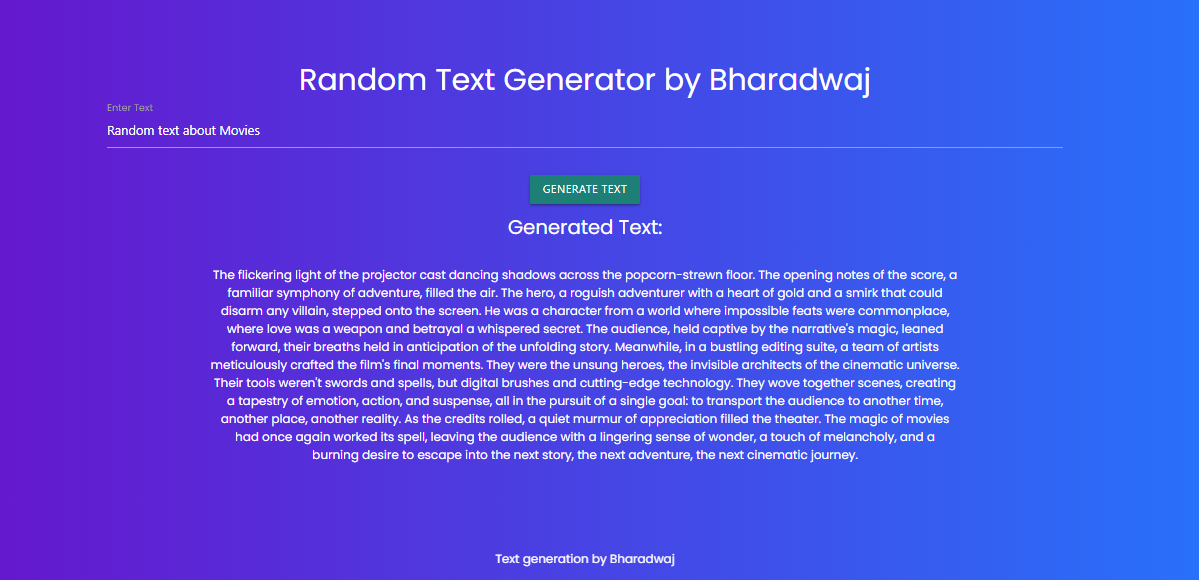 Random Text Generator by Bharadwaj
Enter Text
Random text about Movies
GENERATE TEXT
Generated Text:
The flickering light of the projector cast dancing shadows across the popcorn-strewn floor. The opening notes of the score, a
familiar symphony of adventure, filled the air. The hero, a roguish adventurer with a heart of gold and a smirk that could
disarm any villain, stepped onto the screen. He was a character from a world where impossible feats were commonplace,
where love was a weapon and betrayal a whispered secret. The audience, held captive by the narrative's magic, leaned
forward, their breaths held in anticipation of the unfolding story. Meanwhile, in a bustling editing suite, a team of artists
meticulously crafted the film's final moments. They were the unsung heroes, the invisible architects of the cinematic universe.
Their tools weren't swords and spells, but digital brushes and cutting-edge technology. They wove together scenes, creating
a tapestry of emotion, action, and suspense, all in the pursuit of a single goal: to transport the audience to another time,
another place, another reality. As the credits rolled, a quiet murmur of appreciation filled the theater. The magic of movies
had once again worked its spell, leaving the audience with a lingering sense of wonder, a touch of melancholy, and a
burning desire to escape into the next story, the next adventure, the next cinematic journey.
Text generation by Bharadwaj